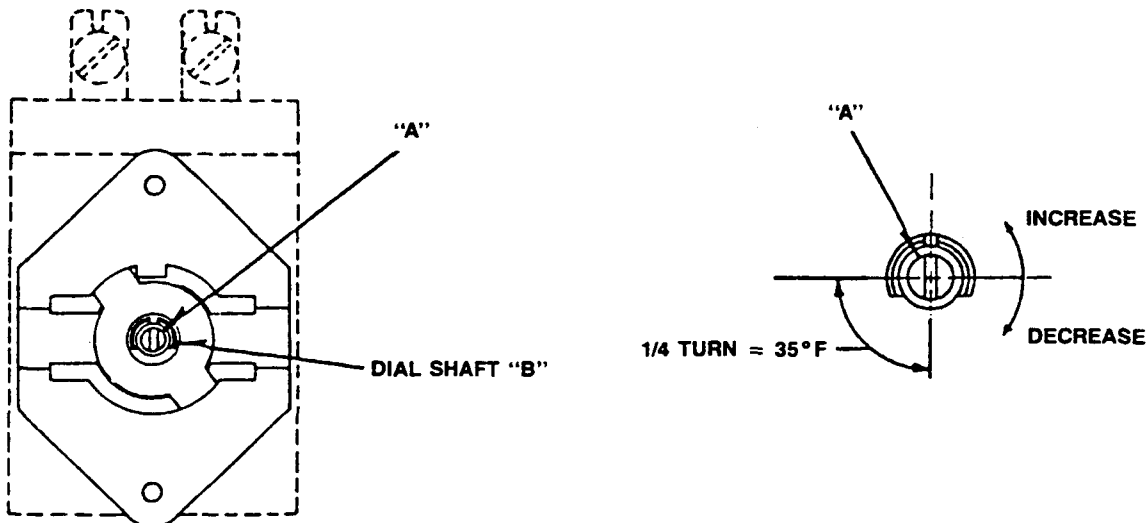 "A"
DIAL SHAFT "B"
"A"
INCREASE
DECREASE
1/4 TURN = 35°F